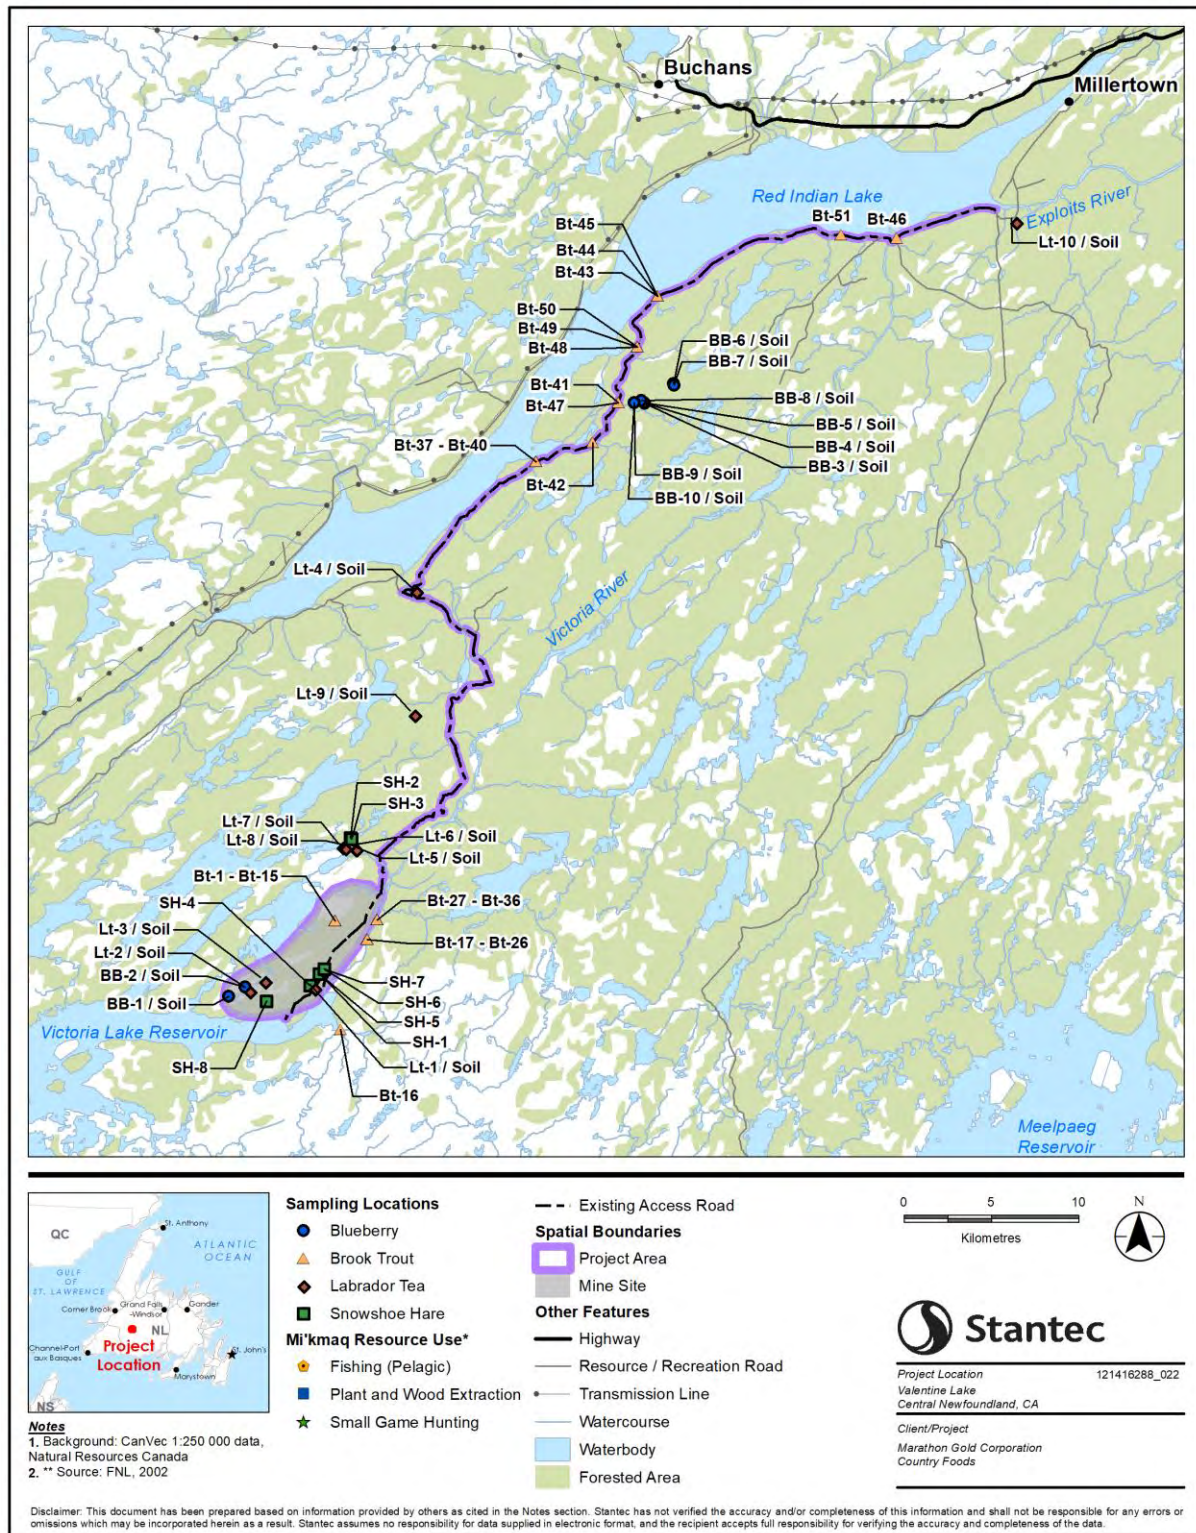 Buchans
Millertown
Red Indian Lake
Exploits River
Bt-45
Bt-51
Bt-46
Lt-10 / Soil
Bt-44
Bt-43
Bt-50
Bt-49
Bt-48
BB-6 / Soil
BB-7 / Soil
Bt-41
Bt-47
BB-8 / Soil
BB-5 / Soil
BB-4 / Soil
BB-3 / Soil
Bt-37 - Bt-40
Bt-42
BB-9 / Soil
BB-10 / Soil
Lt-4 / Soil
Victoria River
Lt-9 / Soil
SH-2
SH-3
Lt-7 / Soil
Lt-8 / Soil
Lt-6 / Soil
Lt-5 / Soil
Bt-1 - Bt-15
SH-4
Bt-27 - Bt-36
Lt-3 / Soil
Bt-17 - Bt-26
Lt-2 / Soil
BB-2 / Soil
BB-1 / Soil
SH-7
SH-6
SH-5
SH-1
Victoria Lake Reservoir
SH-8
Lt-1 / Soil
Bt-16
Meelpaeg
Reservoir
QC
St. Anthony
ATLANTIC
OCEAN
GULF
OF
ST. LAWRENCE
Corner Brook
Grand Falls
-Windsor
Gander
NL
Project
Location
Channel-Port
aux Basques
St. John's
Marystown
NS
Notes
1. Background: CanVec 1:250 000 data,
Natural Resources Canada
2. ** Source: FNL, 2002
Sampling Locations
Blueberry
Brook Trout
Labrador Tea
Snowshoe Hare
Mi'kmaq Resource Use*
Fishing (Pelagic)
Plant and Wood Extraction
Small Game Hunting
Existing Access Road
Spatial Boundaries
Project Area
Mine Site
Other Features
Highway
Resource / Recreation Road
Transmission Line
Watercourse
Waterbody
Forested Area
0 5 10
Kilometres
N
Stantec
Project Location 121416288_022
Valentine Lake
Central Newfoundland, CA
Client/Project
Marathon Gold Corporation
Country Foods
Disclaimer: This document has been prepared based on information provided by others as cited in the Notes section. Stantec has not verified the accuracy and/or completeness of this information and shall not be responsible for any errors or
omissions which may be incorporated herein as a result. Stantec assumes no responsibility for data supplied in electronic format, and the recipient accepts full responsibility for verifying the accuracy and completeness of the data.